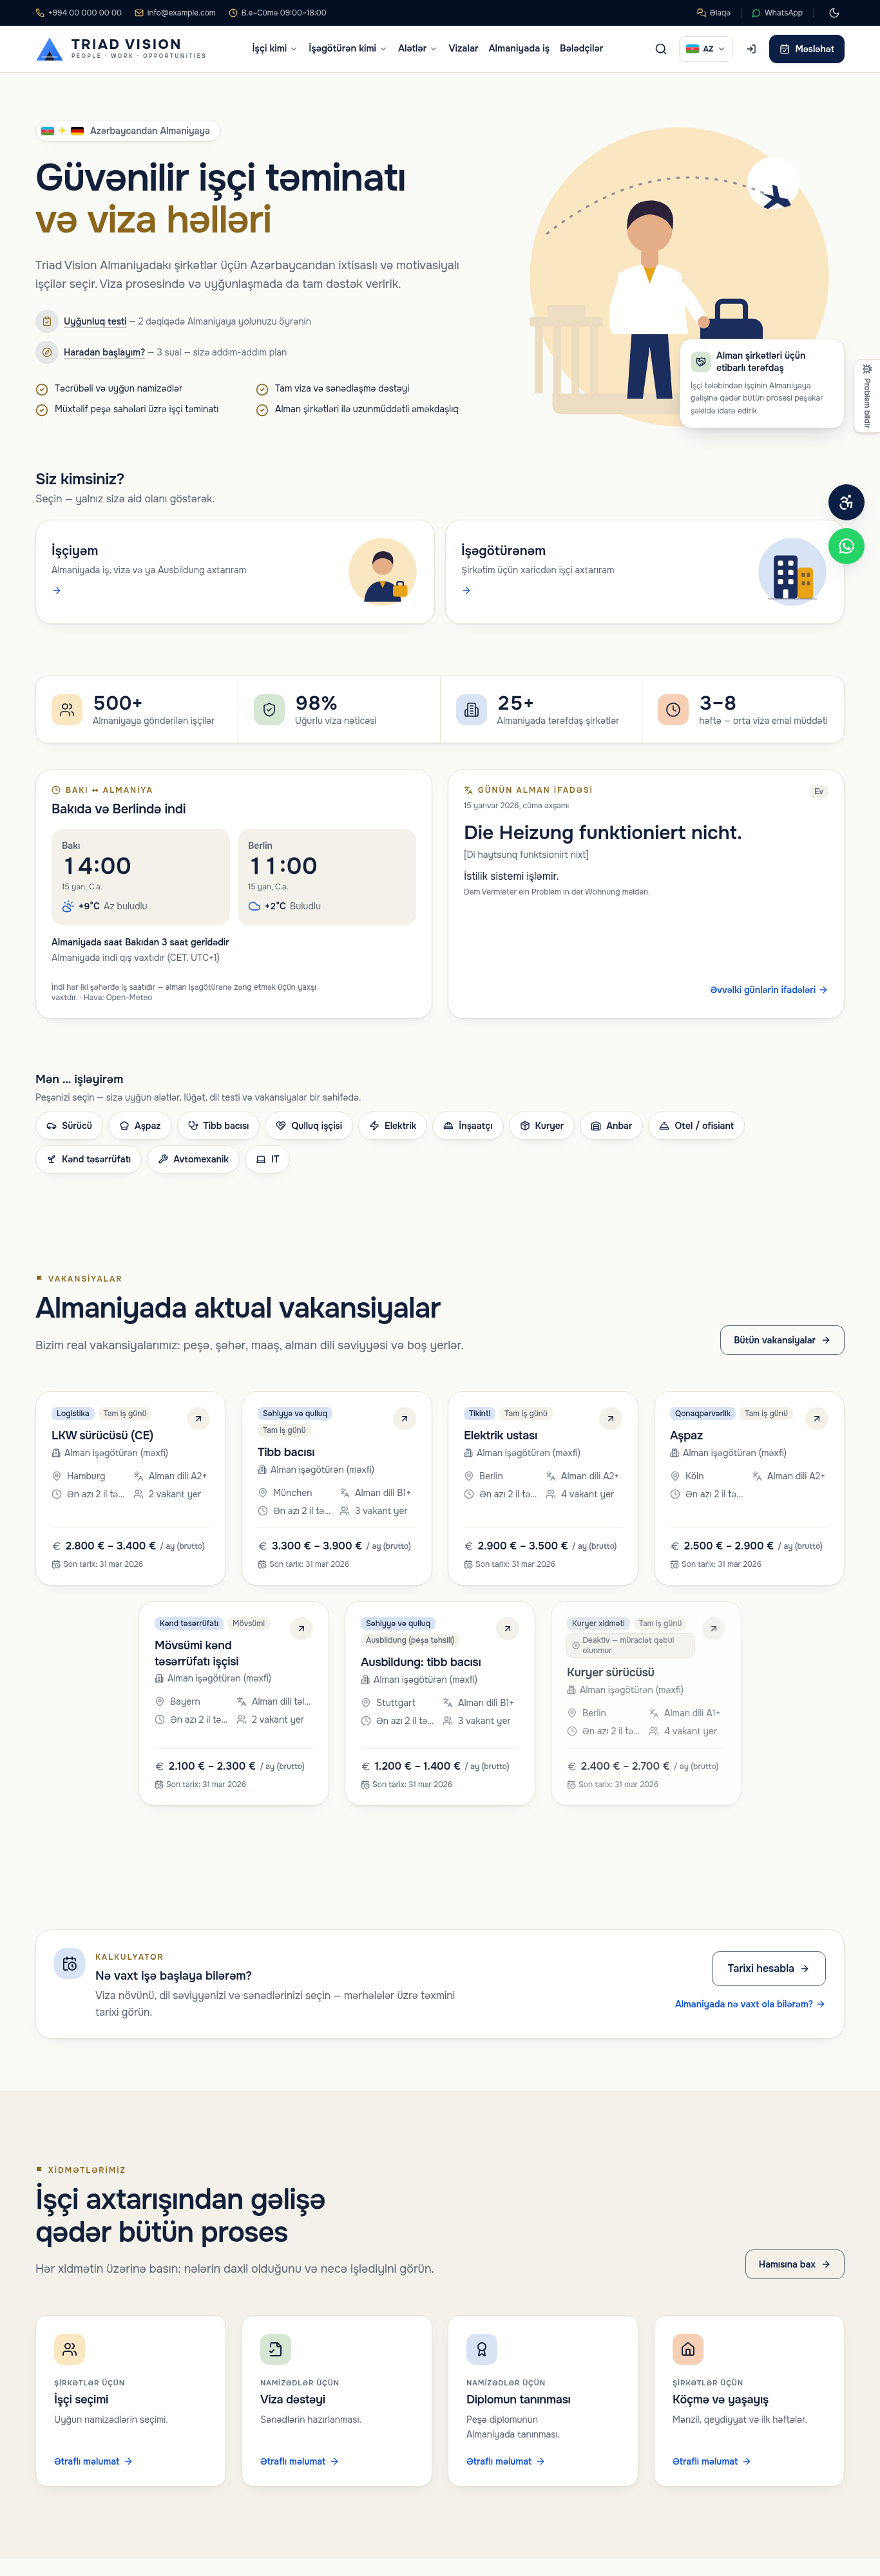 +994 00 000 00 00 info@example.com B.e–Cümə 09:00–18:00 Əlaqə WhatsApp
TRIAD VISION
PEOPLE · WORK · OPPORTUNITIES
İşçi kimi İşəgötürən kimi Alətlər Vizalar Almaniyada iş Bələdçilər AZ Məsləhət
Azərbaycandan Almaniyaya
Güvənilir işçi təminatı
və viza həlləri
Triad Vision Almaniyadakı şirkətlər üçün Azərbaycandan ixtisaslı və motivasiyalı
işçilər seçir. Viza prosesində və uyğunlaşmada da tam dəstək veririk.
Uyğunluq testi — 2 dəqiqədə Almaniyaya yolunuzu öyrənin
Haradan başlayım? — 3 sual — sizə addım-addım plan
Təcrübəli və uyğun namizədlər
Tam viza və sənədləşmə dəstəyi
Müxtəlif peşə sahələri üzrə işçi təminatı
Alman şirkətləri ilə uzunmüddətli əməkdaşlıq
Alman şirkətləri üçün
etibarlı tərəfdaş
İşçi tələbindən işçinin Almaniyaya
gəlişinə qədər bütün prosesi peşəkar
şəkildə idarə edirik.
Problem bildir
Siz kimsiniz?
Seçin — yalnız sizə aid olanı göstərək.
İşçiyəm
Almaniyada iş, viza və ya Ausbildung axtarıram
İşəgötürənəm
Şirkətim üçün xaricdən işçi axtarıram
500+
Almaniyaya göndərilən işçilər
98%
Uğurlu viza nəticəsi
25+
Almaniyada tərəfdaş şirkətlər
3–8
həftə — orta viza emal müddəti
BAKI ↔ ALMANİYA
Bakıda və Berlində indi
Bakı
14:00
15 yan, C.a.
+9°C Az buludlu
Berlin
11:00
15 yan, C.a.
+2°C Buludlu
Almaniyada saat Bakıdan 3 saat geridədir
Almaniyada indi qış vaxtıdır (CET, UTC+1)
İndi hər iki şəhərdə iş saatıdır — alman işəgötürənə zəng etmək üçün yaxşı
vaxtdır. · Hava: Open-Meteo
GÜNÜN ALMAN İFADƏSİ
Ev
15 yanvar 2026, cümə axşamı
Die Heizung funktioniert nicht.
[Di haytsunq funktsionirt nixt]
İstilik sistemi işləmir.
Dem Vermieter ein Problem in der Wohnung melden.
Əvvəlki günlərin ifadələri
Mən … işləyirəm
Peşənizi seçin — sizə uyğun alətlər, lüğət, dil testi və vakansiyalar bir səhifədə.
Sürücü Aşpaz Tibb bacısı Qulluq işçisi Elektrik İnşaatçı Kuryer Anbar Otel / ofisiant
Kənd təsərrüfatı Avtomexanik IT
VAKANSİYALAR
Almaniyada aktual vakansiyalar
Bizim real vakansiyalarımız: peşə, şəhər, maaş, alman dili səviyyəsi və boş yerlər.
Bütün vakansiyalar
Logistika Tam iş günü
LKW sürücüsü (CE)
Alman işəgötürən (məxfi)
Hamburg Alman dili A2+
Ən azı 2 il tə... 2 vakant yer
2.800 € – 3.400 € / ay (brutto)
Son tarix: 31 mar 2026
Səhiyyə və qulluq
Tam iş günü
Tibb bacısı
Alman işəgötürən (məxfi)
München Alman dili B1+
Ən azı 2 il tə... 3 vakant yer
3.300 € – 3.900 € / ay (brutto)
Son tarix: 31 mar 2026
Tikinti Tam iş günü
Elektrik ustası
Alman işəgötürən (məxfi)
Berlin Alman dili A2+
Ən azı 2 il tə... 4 vakant yer
2.900 € – 3.500 € / ay (brutto)
Son tarix: 31 mar 2026
Qonaqpərvərlik Tam iş günü
Aşpaz
Alman işəgötürən (məxfi)
Köln Alman dili A2+
Ən azı 2 il tə...
2.500 € – 2.900 € / ay (brutto)
Son tarix: 31 mar 2026
Kənd təsərrüfatı Mövsümi
Mövsümi kənd
təsərrüfatı işçisi
Alman işəgötürən (məxfi)
Bayern Alman dili təl...
Ən azı 2 il tə... 2 vakant yer
2.100 € – 2.300 € / ay (brutto)
Son tarix: 31 mar 2026
Səhiyyə və qulluq
Ausbildung (peşə təhsili)
Ausbildung: tibb bacısı
Alman işəgötürən (məxfi)
Stuttgart Alman dili B1+
Ən azı 2 il tə... 3 vakant yer
1.200 € – 1.400 € / ay (brutto)
Son tarix: 31 mar 2026
Kuryer xidməti Tam iş günü
Deaktiv — müraciət qəbul
olunmur
Kuryer sürücüsü
Alman işəgötürən (məxfi)
Berlin Alman dili A1+
Ən azı 2 il tə... 4 vakant yer
2.400 € – 2.700 € / ay (brutto)
Son tarix: 31 mar 2026
KALKULYATOR
Nə vaxt işə başlaya bilərəm?
Viza növünü, dil səviyyənizi və sənədlərinizi seçin — mərhələlər üzrə təxmini
tarixi görün.
Tarixi hesabla
Almaniyada nə vaxt ola bilərəm?
XİDMƏTLƏRİMİZ
İşçi axtarışından gəlişə
qədər bütün proses
Hər xidmətin üzərinə basın: nələrin daxil olduğunu və necə işlədiyini görün.
Hamısına bax
ŞİRKƏTLƏR ÜÇÜN
İşçi seçimi
Uyğun namizədlərin seçimi.
Ətraflı məlumat
NAMİZƏDLƏR ÜÇÜN
Viza dəstəyi
Sənədlərin hazırlanması.
Ətraflı məlumat
NAMİZƏDLƏR ÜÇÜN
Diplomun tanınması
Peşə diplomunun
Almaniyada tanınması.
Ətraflı məlumat
ŞİRKƏTLƏR ÜÇÜN
Köçmə və yaşayış
Mənzil, qeydiyyat və ilk həftələr.
Ətraflı məlumat